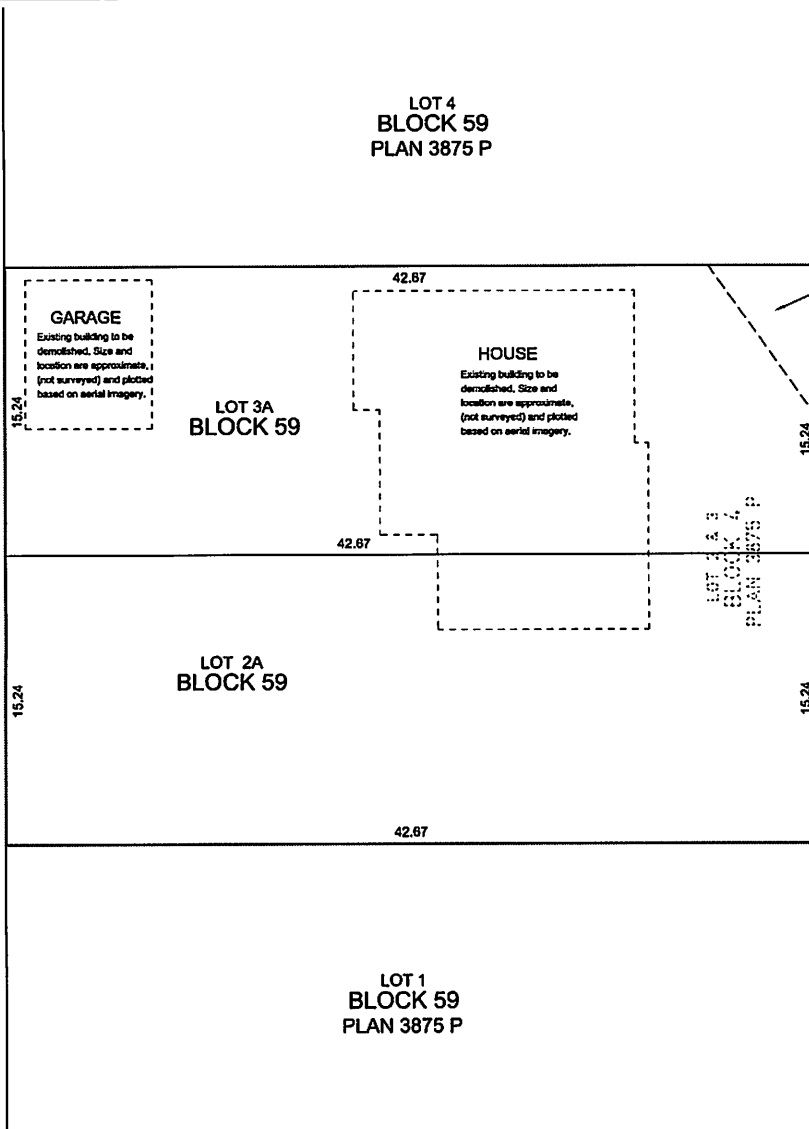 LOT 4
BLOCK 59
PLAN 3875 P
42.67
GARAGE
Existing building to be
demolished. Size and
location are approximate,
(not surveyed) and plotted
based on aerial imagery.
HOUSE
Existing building to be
demolished. Size and
location are approximate,
(not surveyed) and plotted
based on aerial imagery.
15.24
LOT 3A
BLOCK 59
15.24
42.67
LOT 2 & 3
BLOCK
PLAN 3875 P
LOT 2A
BLOCK 59
15.24
15.24
42.67
LOT 1
BLOCK 59
PLAN 3875 P